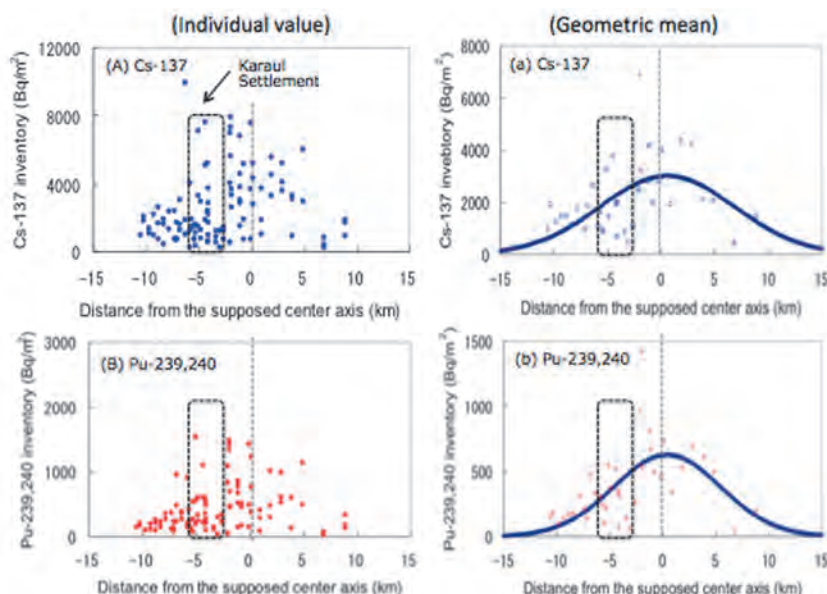 (Individual value)
(Geometric mean)
(A) Cs-137
Karaul
Settlement
Cs-137 inventory (Bq/m²)
12000
8000
4000
0
−15 −10 −5 0 5 10 15
Distance from the supposed center axis (km)
(a) Cs-137
Cs-137 invebtory (Bq/m²)
8000
6000
4000
2000
0
−15 −10 −5 0 5 10 15
Distance from the supposed center axis (km)
(B) Pu-239,240
Pu-239,240 inventory (Bq/m²)
3000
2000
1000
0
−15 −10 −5 0 5 10 15
Distance from the supposed center axis (km)
(b) Pu-239,240
Pu-239,240 inventory (Bq/m²)
1500
1000
500
0
−15 −10 −5 0 5 10 15
Distance from the supposed center axis (km)